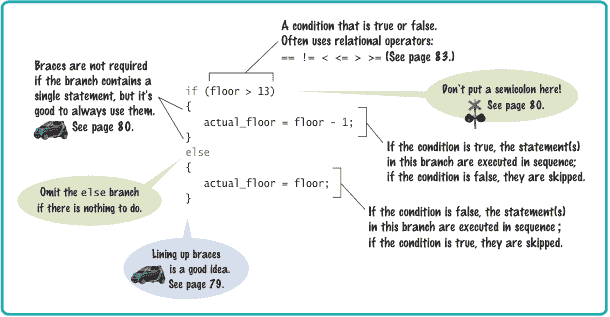 A condition that is true or false.
Often uses relational operators:
== != < <= > >= (See page 83.)
Braces are not required
if the branch contains a
single statement, but it's
good to always use them.
See page 80.
if (floor > 13)
{
actual_floor = floor - 1;
}
else
{
actual_floor = floor;
}
Don't put a semicolon here!
See page 80.
If the condition is true, the statement(s)
in this branch are executed in sequence;
if the condition is false, they are skipped.
Omit the else branch
if there is nothing to do.
If the condition is false, the statement(s)
in this branch are executed in sequence;
if the condition is true, they are skipped.
Lining up braces
is a good idea.
See page 79.